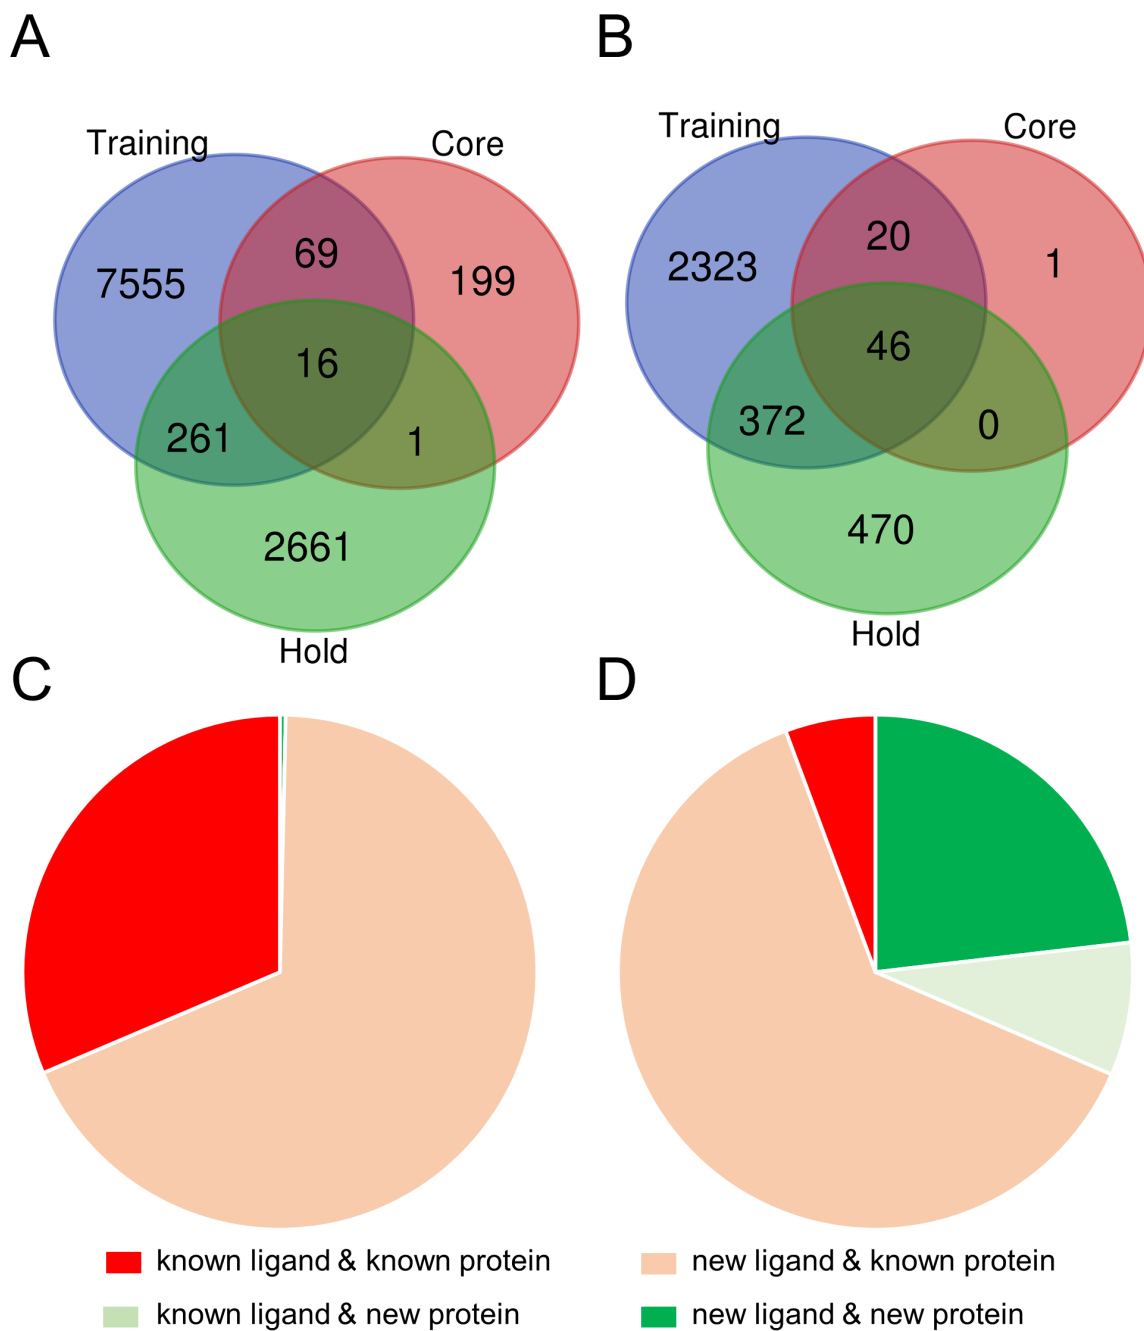 A
B
Training
Core
Training
Core
69
7555
199
16
261
1
2661
Hold
20
2323
1
46
372
0
470
Hold
C
D
known ligand & known protein
new ligand & known protein
known ligand & new protein
new ligand & new protein